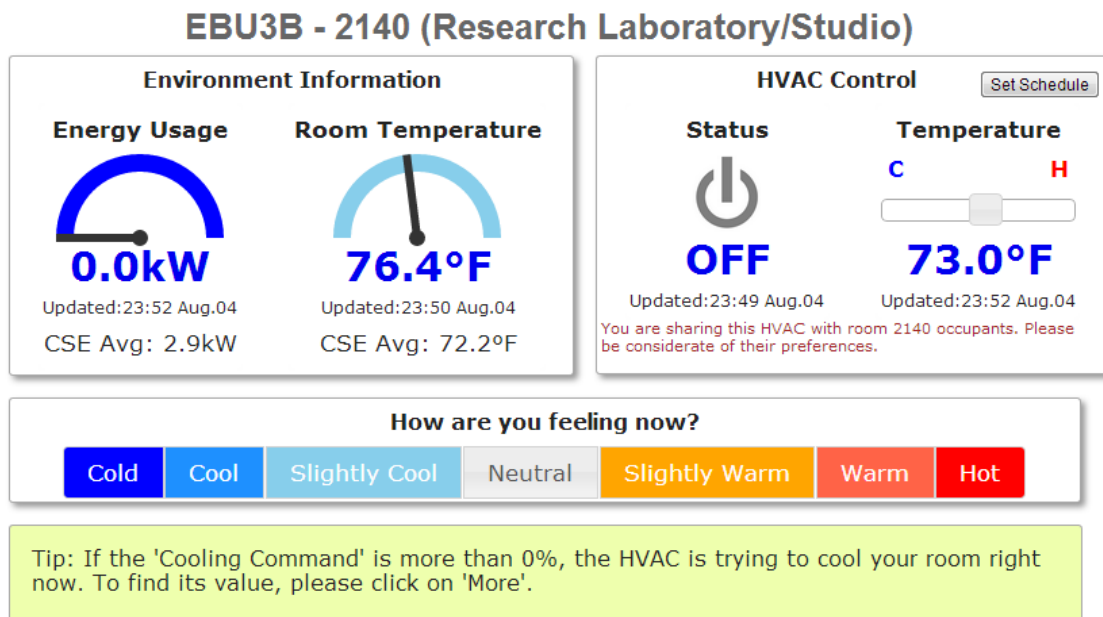 EBU3B - 2140 (Research Laboratory/Studio)
Environment Information
Energy Usage
Room Temperature
0.0kW
76.4°F
Updated:23:52 Aug.04
Updated:23:50 Aug.04
CSE Avg: 2.9kW
CSE Avg: 72.2ºF
HVAC Control
Set Schedule
Status
Temperature
C
H
OFF
73.0°F
Updated:23:49 Aug.04
Updated:23:52 Aug.04
You are sharing this HVAC with room 2140 occupants. Please
be considerate of their preferences.
How are you feeling now?
Cold
Cool
Slightly Cool
Neutral
Slightly Warm
Warm
Hot
Tip: If the 'Cooling Command' is more than 0%, the HVAC is trying to cool your room right
now. To find its value, please click on 'More'.